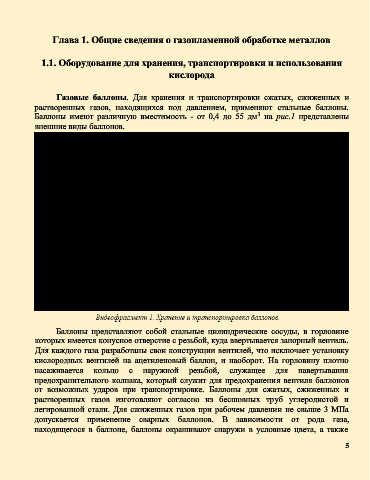 Глава 1. Общие сведения о газопламенной обработке металлов
1.1. Оборудование для хранения, транспортировки и использования
кислорода
Газовые баллоны. Для хранения и транспортировки сжатых, сжиженных и
растворенных газов, находящихся под давлением, применяют стальные баллоны.
Баллоны имеют различную вместимость - от 0,4 до 55 дм³ на рис.1 представлены
внешние виды баллонов.
Видеофрагмент 1. Хранение и транспортировка баллонов.
Баллоны представляют собой стальные цилиндрические сосуды, в горловине
которых имеется конусное отверстие с резьбой, куда ввертывается запорный вентиль.
Для каждого газа разработаны свои конструкции вентилей, что исключает установку
кислородных вентилей на ацетиленовый баллон, и наоборот. На горловину плотно
насаживается кольцо с наружной резьбой, служащее для навертывания
предохранительного колпака, который служит для предохранения вентиля баллонов
от возможных ударов при транспортировке. Баллоны для сжатых, сжиженных и
растворенных газов изготовляют согласно из бесшовных труб углеродистой и
легированной стали. Для сжиженных газов при рабочем давлении не свыше 3 МПа
допускается применение сварных баллонов. В зависимости от рода газа,
находящегося в баллоне, баллоны окрашивают снаружи в условные цвета, а также
5